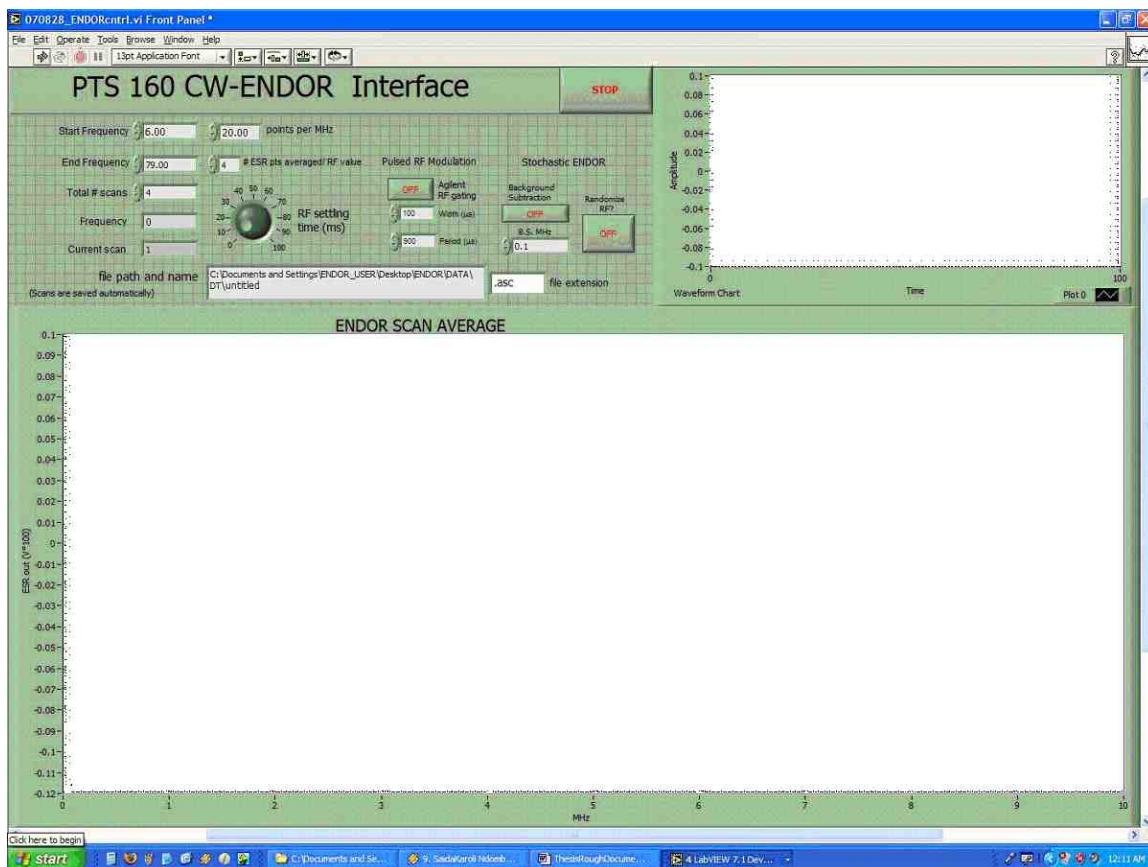 070828_ENDORcntrl.vi Front Panel *
File Edit Operate Tools Browse Window Help
13pt Application Font
PTS 160 CW-ENDOR Interface
STOP
Start Frequency 6.00 20.00 points per MHz
End Frequency 79.00 4 # ESR pts averaged/ RF value
Total # scans 4
Frequency 0
Current scan 1
0 10 20 30 40 50 60 70 80 90 100
RF settling time (ms)
Pulsed RF Modulation
OFF Agilent RF gating
100 Width (µs)
900 Period (µs)
Stochastic ENDOR
Background Subtraction
OFF
B.S. MHz
0.1
Randomize RF?
OFF
file path and name
(Scans are saved automatically)
C:\Documents and Settings\ENDOR_USER\Desktop\ENDOR\DATA\
DT\untitled
.asc file extension
0.1
0.08
0.06
0.04
0.02
0
-0.02
-0.04
-0.06
-0.08
-0.1
Amplitude
0 100
Waveform Chart Time Plot 0
ENDOR SCAN AVERAGE
0.1
0.09
0.08
0.07
0.06
0.05
0.04
0.03
0.02
0.01
0
-0.01
-0.02
-0.03
-0.04
-0.05
-0.06
-0.07
-0.08
-0.09
-0.1
-0.11
-0.12
ESR out (V*100)
0 1 2 3 4 5 6 7 8 9 10
MHz
Click here to begin
start
C:\Documents and Se...
9. SaidaKaroli Ndomb...
ThesisRoughDocume...
4 LabVIEW 7.1 Dev...